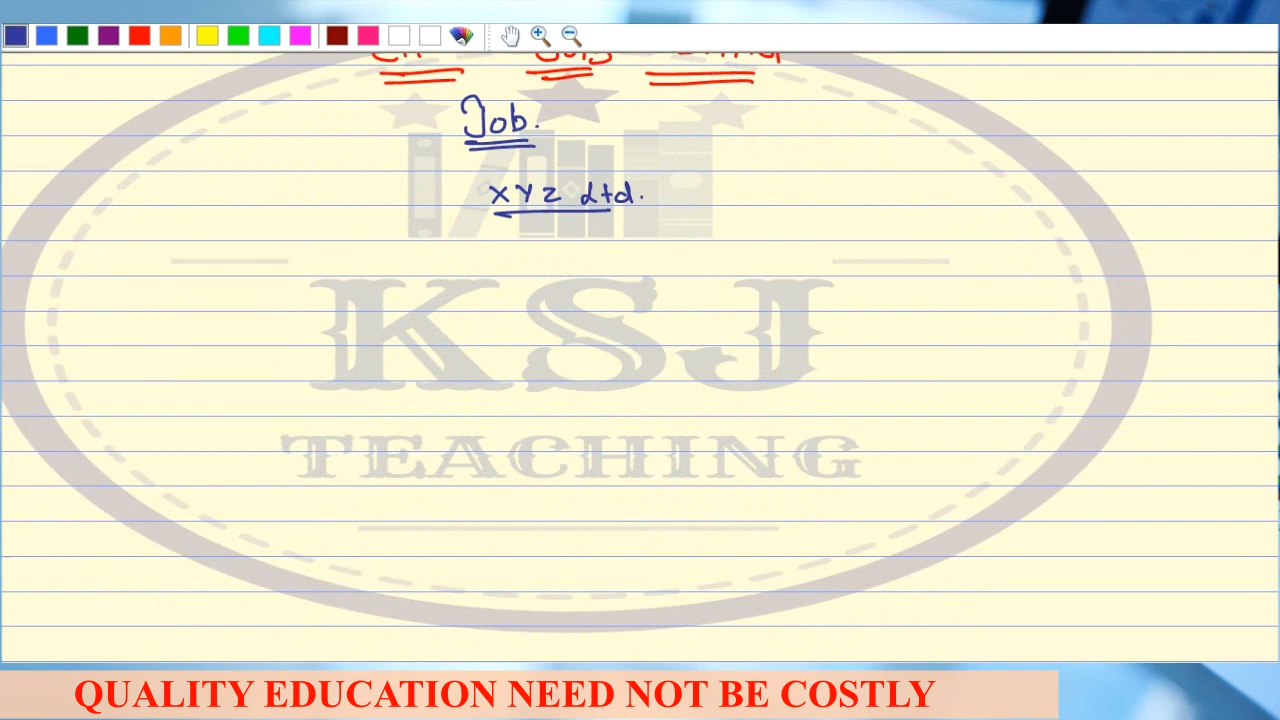 Job.
XYZ Ltd.
KSJ
TEACHING
QUALITY EDUCATION NEED NOT BE COSTLY